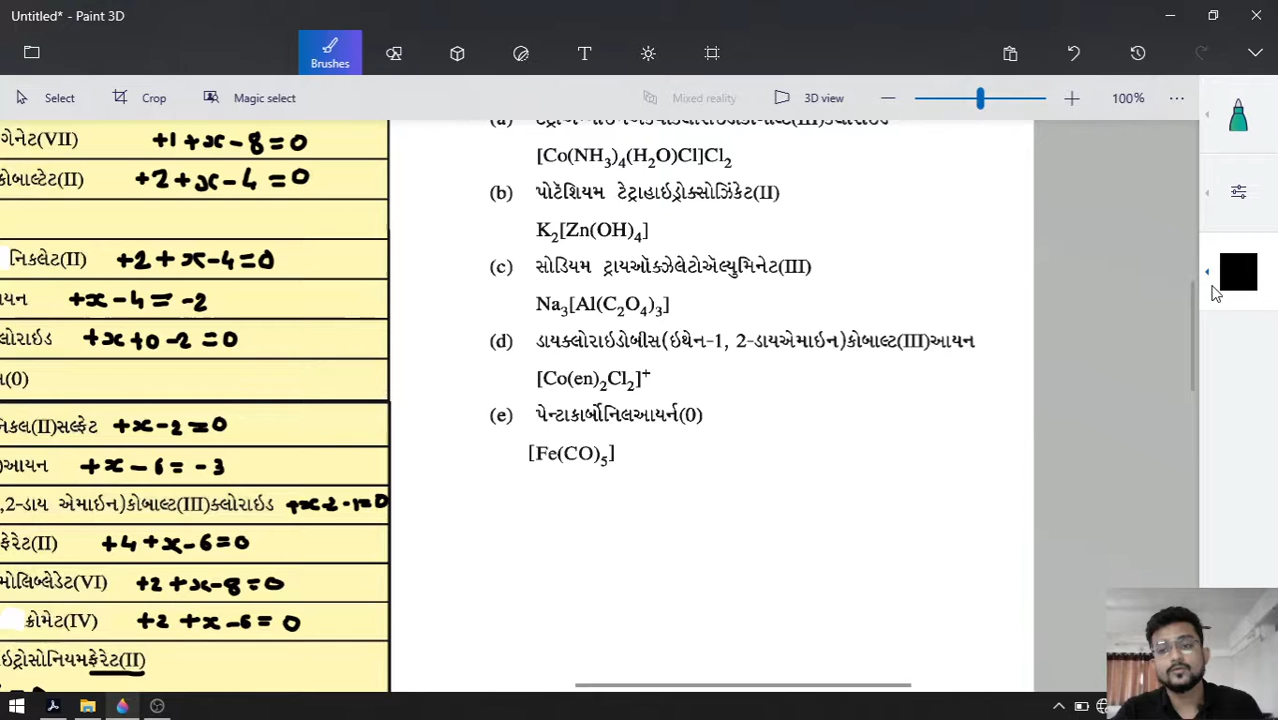 Untitled* - Paint 3D
Brushes
Select
Crop
Magic select
Mixed reality
3D view
100%
ગેનેટ(VII) +1+x-8=0
કોબાલ્ટેટ(II) +2+x-4=0
નિકલેટ(II) +2+x-4=0
આયન +x-4=-2
ક્લોરાઇડ +x+0-2=0
(0)
નિકલ(II)સલ્ફેટ +x-2=0
)આયન +x-6=-3
,2-ડાય એમાઇન)કોબાલ્ટ(III)ક્લોરાઇડ +x-2-1=0
ફેરેટ(II) +4+x-6=0
મોલિબ્લેડેટ(VI) +2+x-8=0
ક્રોમેટ(IV) +2+x-6=0
ઇટ્રોસોનિયમફેરેટ(II)
(a)
[Co(NH3)4(H2O)Cl]Cl2
(b) પોટૅશિયમ ટેટ્રાહાઇડ્રોક્સોઝિંકેટ(II)
K2[Zn(OH)4]
(c) સોડિયમ ટ્રાયઑક્ઝેલેટોઍલ્યુમિનેટ(III)
Na3[Al(C2O4)3]
(d) ડાયક્લોરાઇડોબીસ(ઇથેન-1, 2-ડાયએમાઇન)કોબાલ્ટ(III)આયન
[Co(en)2Cl2]+
(e) પેન્ટાકાર્બોનિલઆયર્ન(0)
[Fe(CO)5]